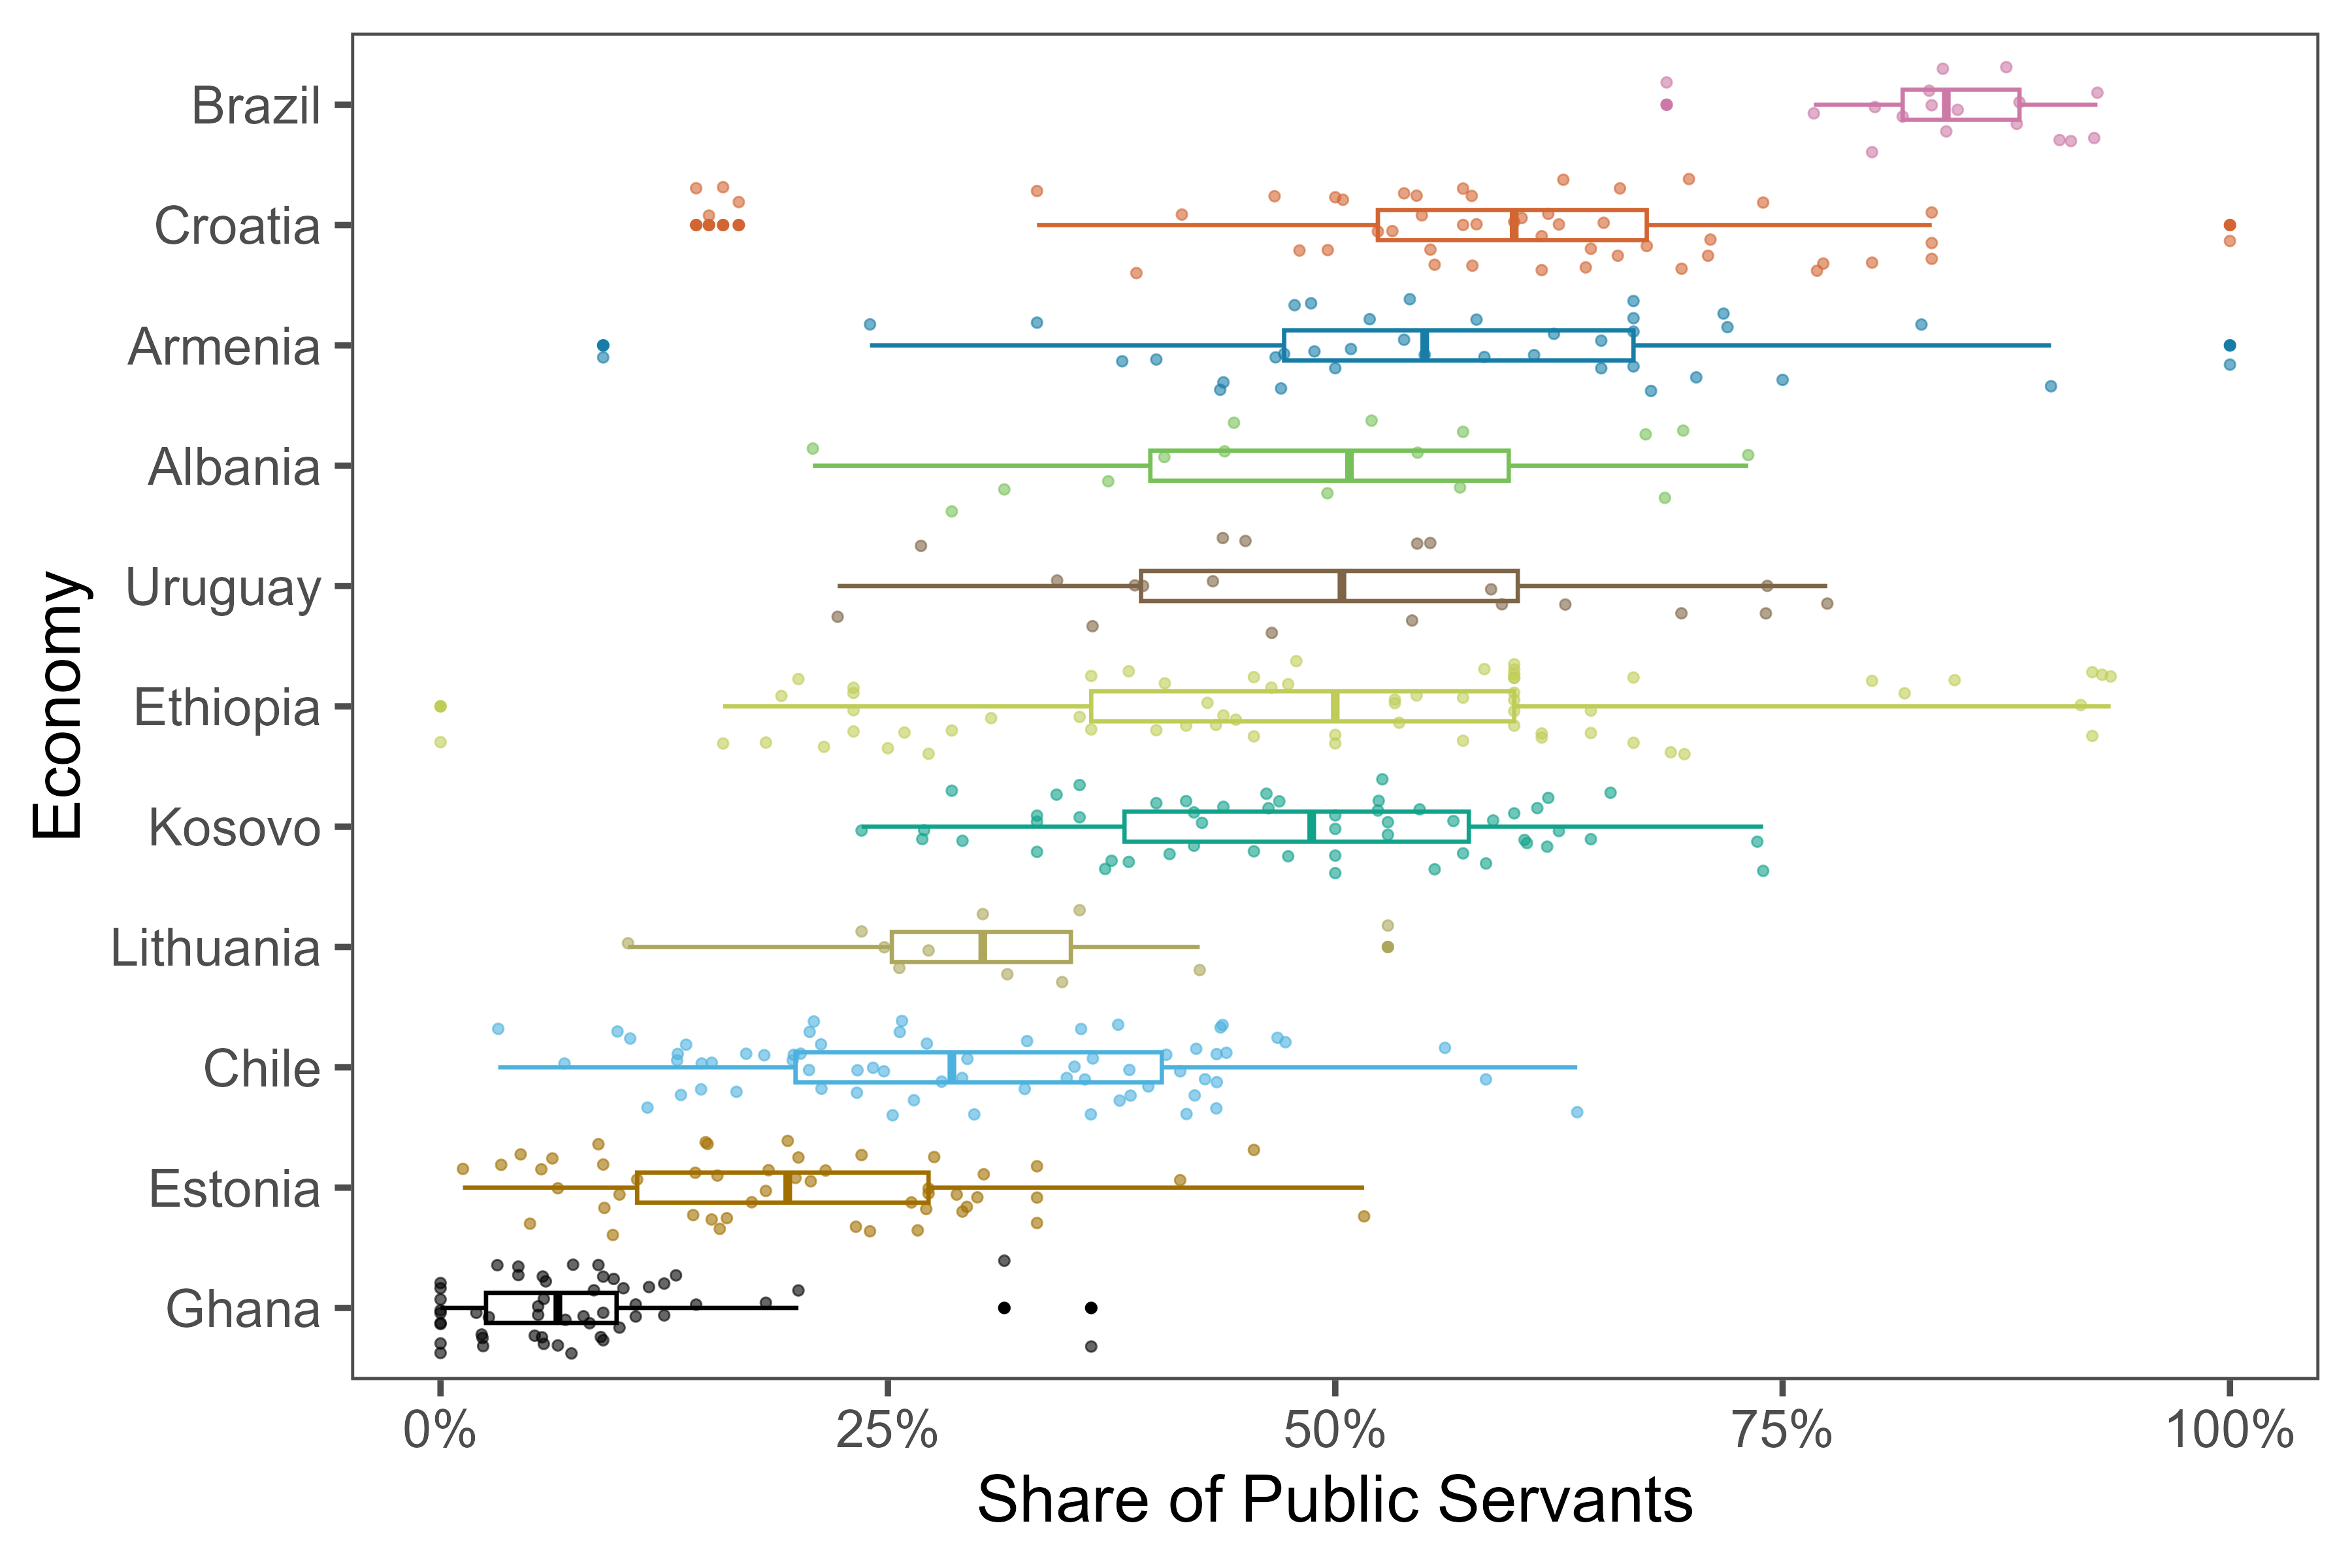 Economy
Brazil
Croatia
Armenia
Albania
Uruguay
Ethiopia
Kosovo
Lithuania
Chile
Estonia
Ghana
0% 25% 50% 75% 100%
Share of Public Servants